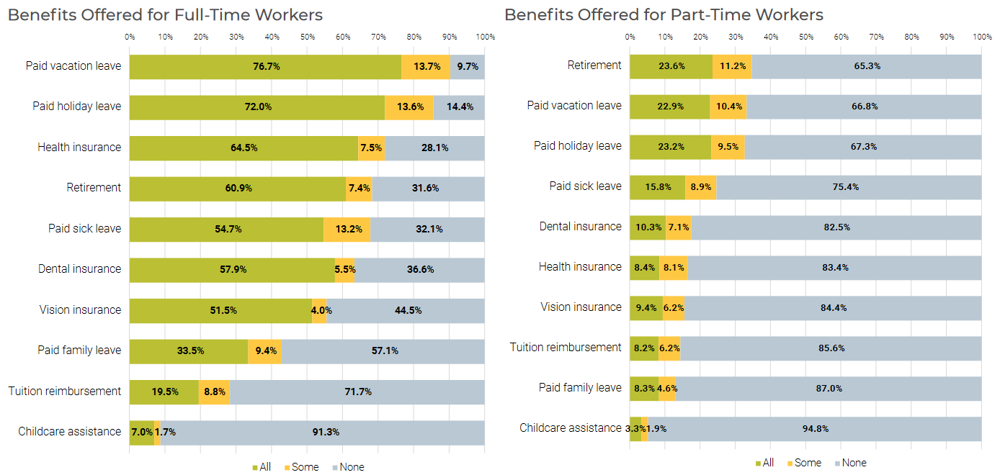 Benefits Offered for Full-Time Workers
0% 10% 20% 30% 40% 50% 60% 70% 80% 90% 100%
Paid vacation leave 76.7% 13.7% 9.7%
Paid holiday leave 72.0% 13.6% 14.4%
Health insurance 64.5% 7.5% 28.1%
Retirement 60.9% 7.4% 31.6%
Paid sick leave 54.7% 13.2% 32.1%
Dental insurance 57.9% 5.5% 36.6%
Vision insurance 51.5% 4.0% 44.5%
Paid family leave 33.5% 9.4% 57.1%
Tuition reimbursement 19.5% 8.8% 71.7%
Childcare assistance 7.0% 1.7% 91.3%
All Some None
Benefits Offered for Part-Time Workers
0% 10% 20% 30% 40% 50% 60% 70% 80% 90% 100%
Retirement 23.6% 11.2% 65.3%
Paid vacation leave 22.9% 10.4% 66.8%
Paid holiday leave 23.2% 9.5% 67.3%
Paid sick leave 15.8% 8.9% 75.4%
Dental insurance 10.3% 7.1% 82.5%
Health insurance 8.4% 8.1% 83.4%
Vision insurance 9.4% 6.2% 84.4%
Tuition reimbursement 8.2% 6.2% 85.6%
Paid family leave 8.3% 4.6% 87.0%
Childcare assistance 3.3% 1.9% 94.8%
All Some None